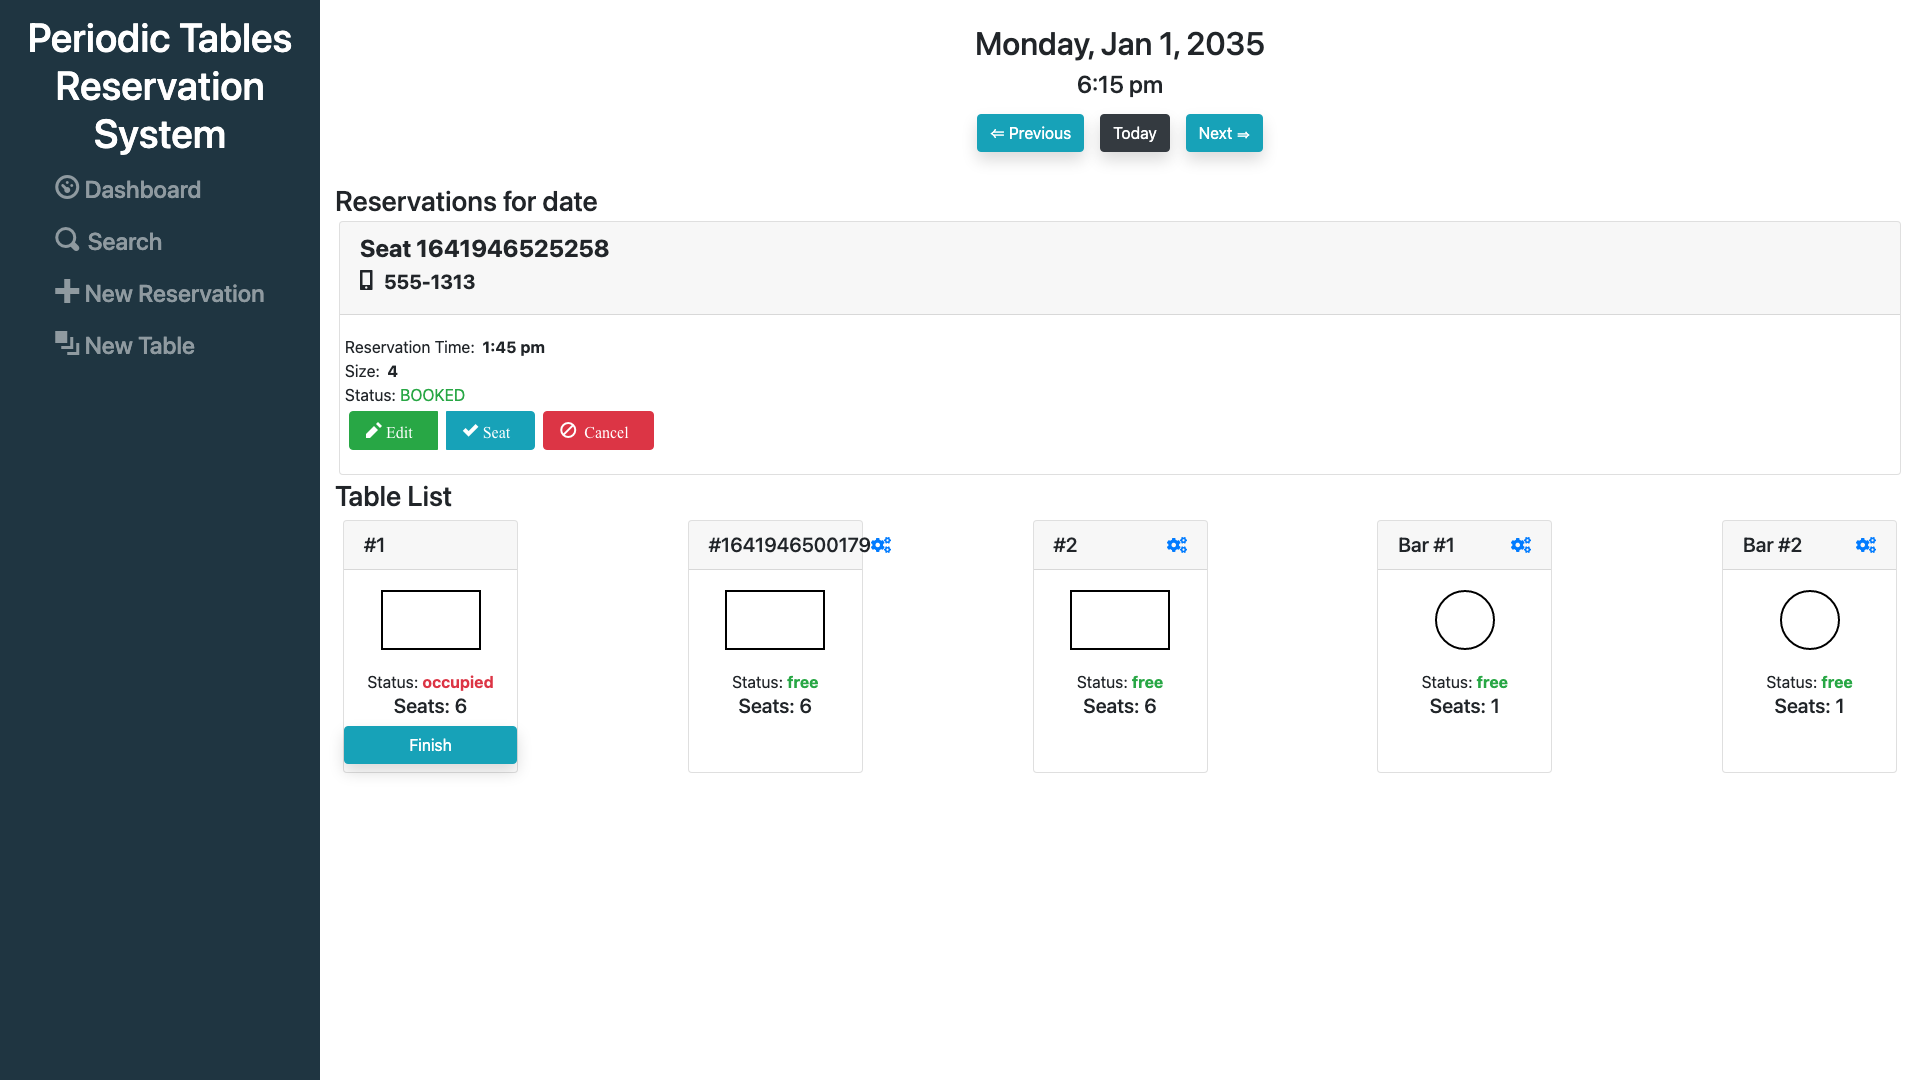 Periodic Tables
Reservation
System
Dashboard
Search
New Reservation
New Table
Monday, Jan 1, 2035
6:15 pm
⇐ Previous
Today
Next ⇒
Reservations for date
Seat 1641946525258
555-1313
Reservation Time: 1:45 pm
Size: 4
Status: BOOKED
Edit
Seat
Cancel
Table List
#1
Status: occupied
Seats: 6
Finish
#1641946500179
Status: free
Seats: 6
#2
Status: free
Seats: 6
Bar #1
Status: free
Seats: 1
Bar #2
Status: free
Seats: 1